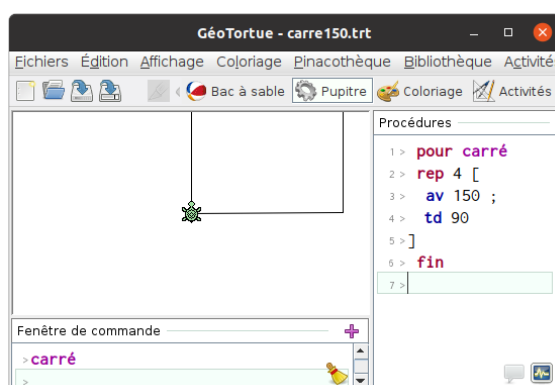 GéoTortue - carre150.trt
Fichiers Édition Affichage Coloriage Pinacothèque Bibliothèque Activité
Bac à sable Pupitre Coloriage Activités
Procédures
1 > pour carré
2 > rep 4 [
3 > av 150 ;
4 > td 90
5 > ]
6 > fin
7 >
Fenêtre de commande
> carré
>